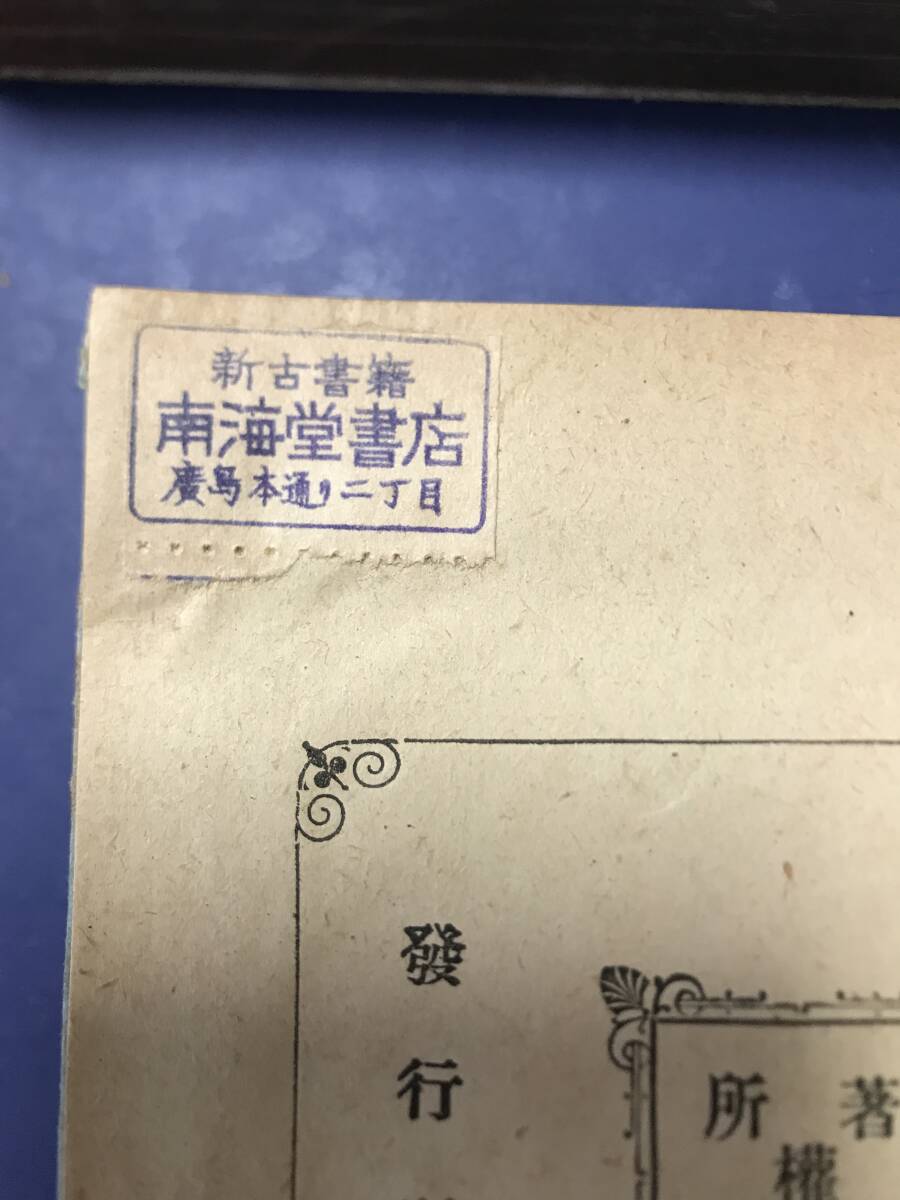 新古書籍
南海堂書店
廣島本通り二丁目
著
所
權
發行